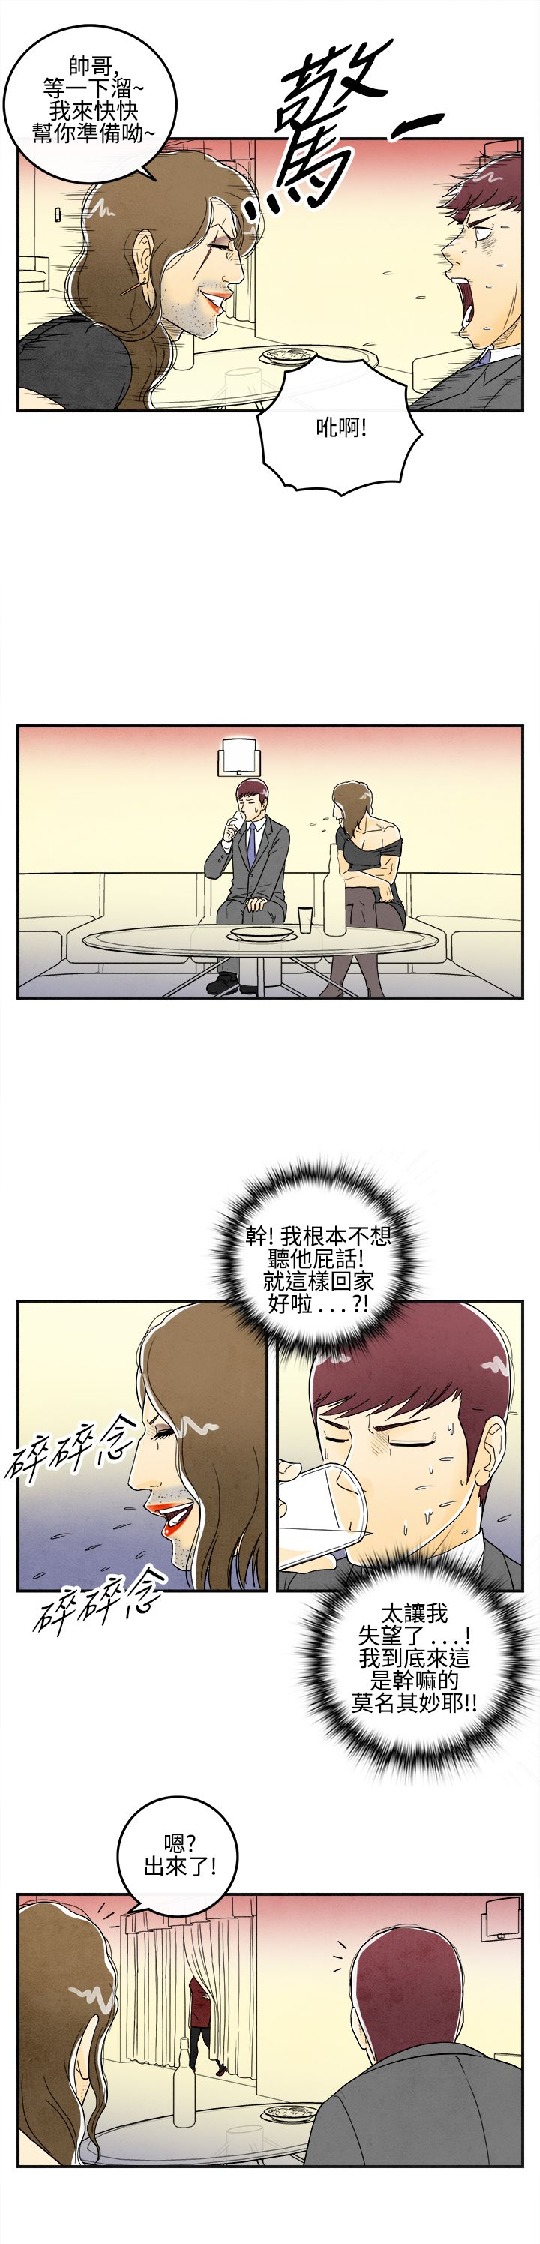 帥哥,
等一下溜~
我來快快
幫你準備呦~
驚
吪啊!
幹! 我根本不想
聽他屁話!
就這樣回家
好啦...?!
碎碎念
碎碎念
太讓我
失望了...!
我到底來這
是幹嘛的
莫名其妙耶!!
嗯?
出來了!